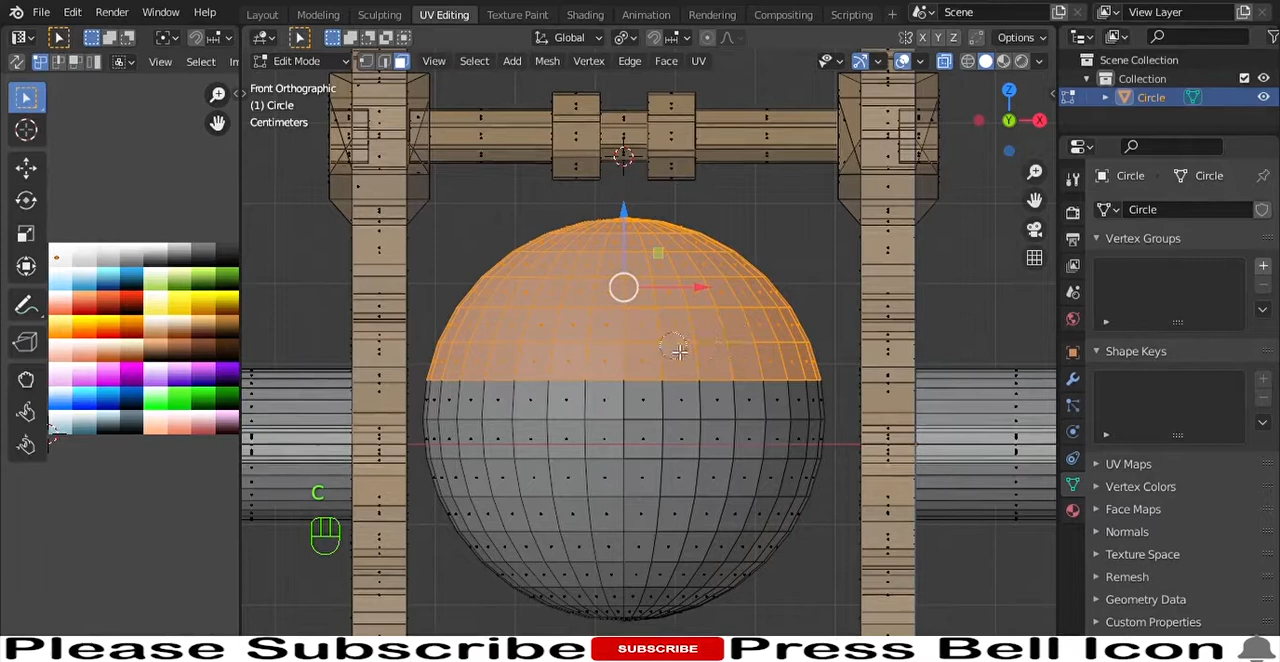 File Edit Render Window Help Layout Modeling Sculpting UV Editing Texture Paint Shading Animation Rendering Compositing Scripting Scene View Layer
Global X Y Z Options
View Select In Edit Mode View Select Add Mesh Vertex Edge Face UV
Scene Collection
Collection
Circle
Front Orthographic
(1) Circle
Centimeters
Z
Y
X
Circle Circle
Circle
Vertex Groups
Shape Keys
UV Maps
Vertex Colors
Face Maps
Normals
Texture Space
Remesh
Geometry Data
Custom Properties
C
Please Subscribe SUBSCRIBE Press Bell Icon